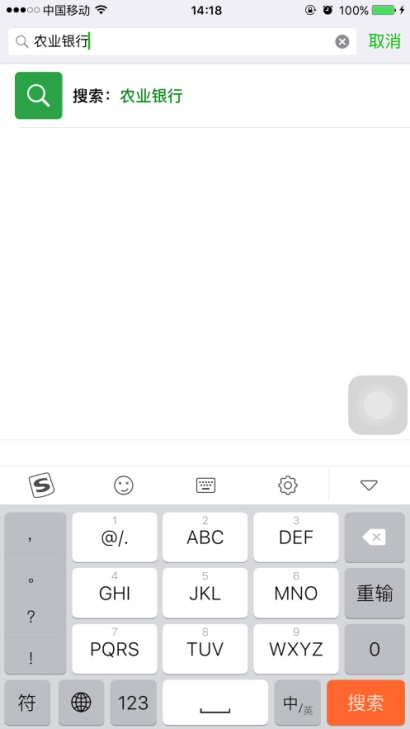 中国移动 14:18 100%
农业银行 取消
搜索：农业银行
S
， 1 @/. 2 ABC 3 DEF
。 4 GHI 5 JKL 6 MNO 重输
? 7 PQRS 8 TUV 9 WXYZ 0
!
符 123 中/英 搜索